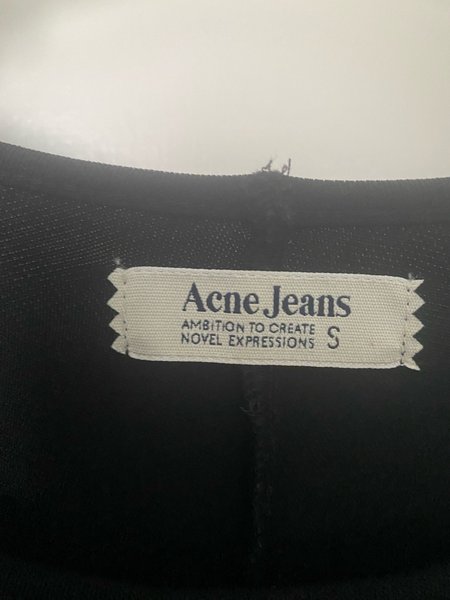 Acne Jeans
AMBITION TO CREATE
NOVEL EXPRESSIONS S